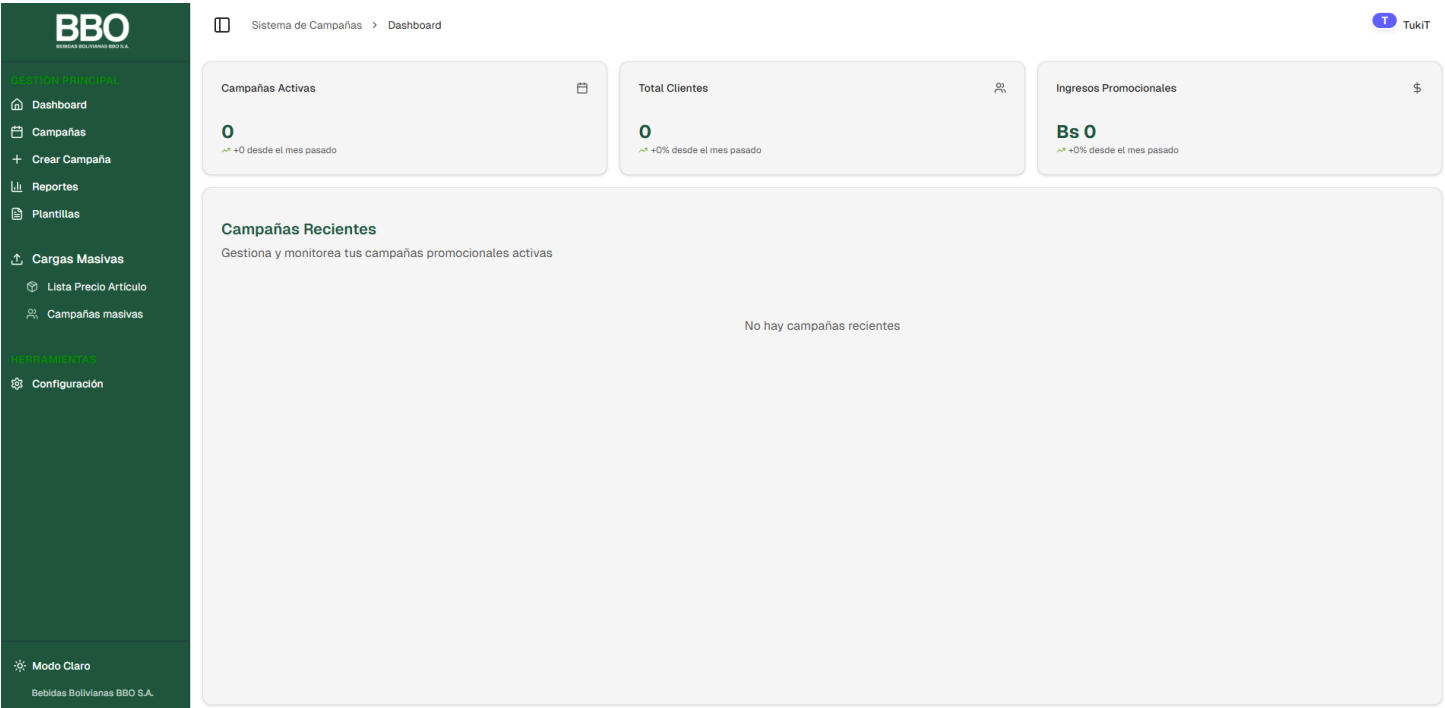 BBO
BEBIDAS BOLIVIANAS BBO S.A.
GESTIÓN PRINCIPAL
Dashboard
Campañas
Crear Campaña
Reportes
Plantillas
Cargas Masivas
Lista Precio Artículo
Campañas masivas
HERRAMIENTAS
Configuración
Modo Claro
Bebidas Bolivianas BBO S.A.
Sistema de Campañas > Dashboard
T TukiT
Campañas Activas
0
+0 desde el mes pasado
Total Clientes
0
+0% desde el mes pasado
Ingresos Promocionales
$
Bs 0
+0% desde el mes pasado
Campañas Recientes
Gestiona y monitorea tus campañas promocionales activas
No hay campañas recientes